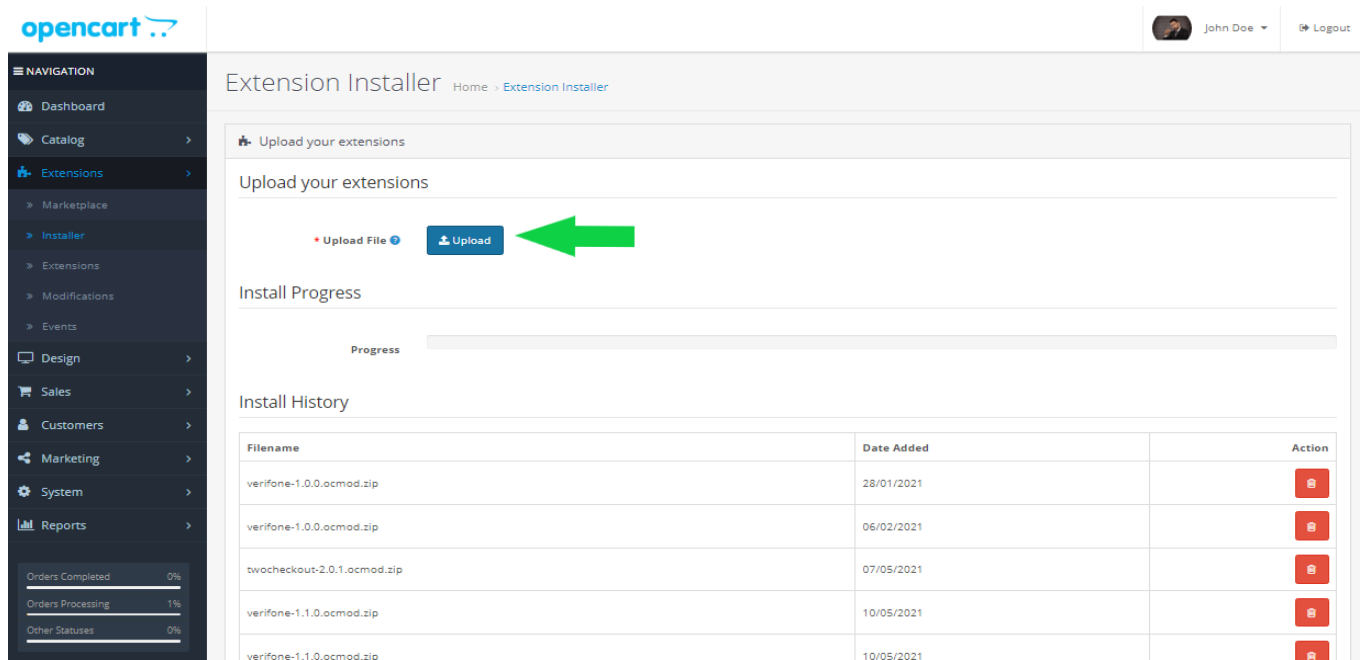 opencart
John Doe
Logout
NAVIGATION
Dashboard
Catalog
Extensions
» Marketplace
» Installer
» Extensions
» Modifications
» Events
Design
Sales
Customers
Marketing
System
Reports
Orders Completed 0%
Orders Processing 1%
Other Statuses 0%
Extension Installer Home › Extension Installer
Upload your extensions
Upload your extensions
* Upload File ? Upload
Install Progress
Progress
Install History
Filename Date Added Action
verifone-1.0.0.ocmod.zip 28/01/2021
verifone-1.0.0.ocmod.zip 06/02/2021
twocheckout-2.0.1.ocmod.zip 07/05/2021
verifone-1.1.0.ocmod.zip 10/05/2021
verifone-1.1.0.ocmod.zip 10/05/2021